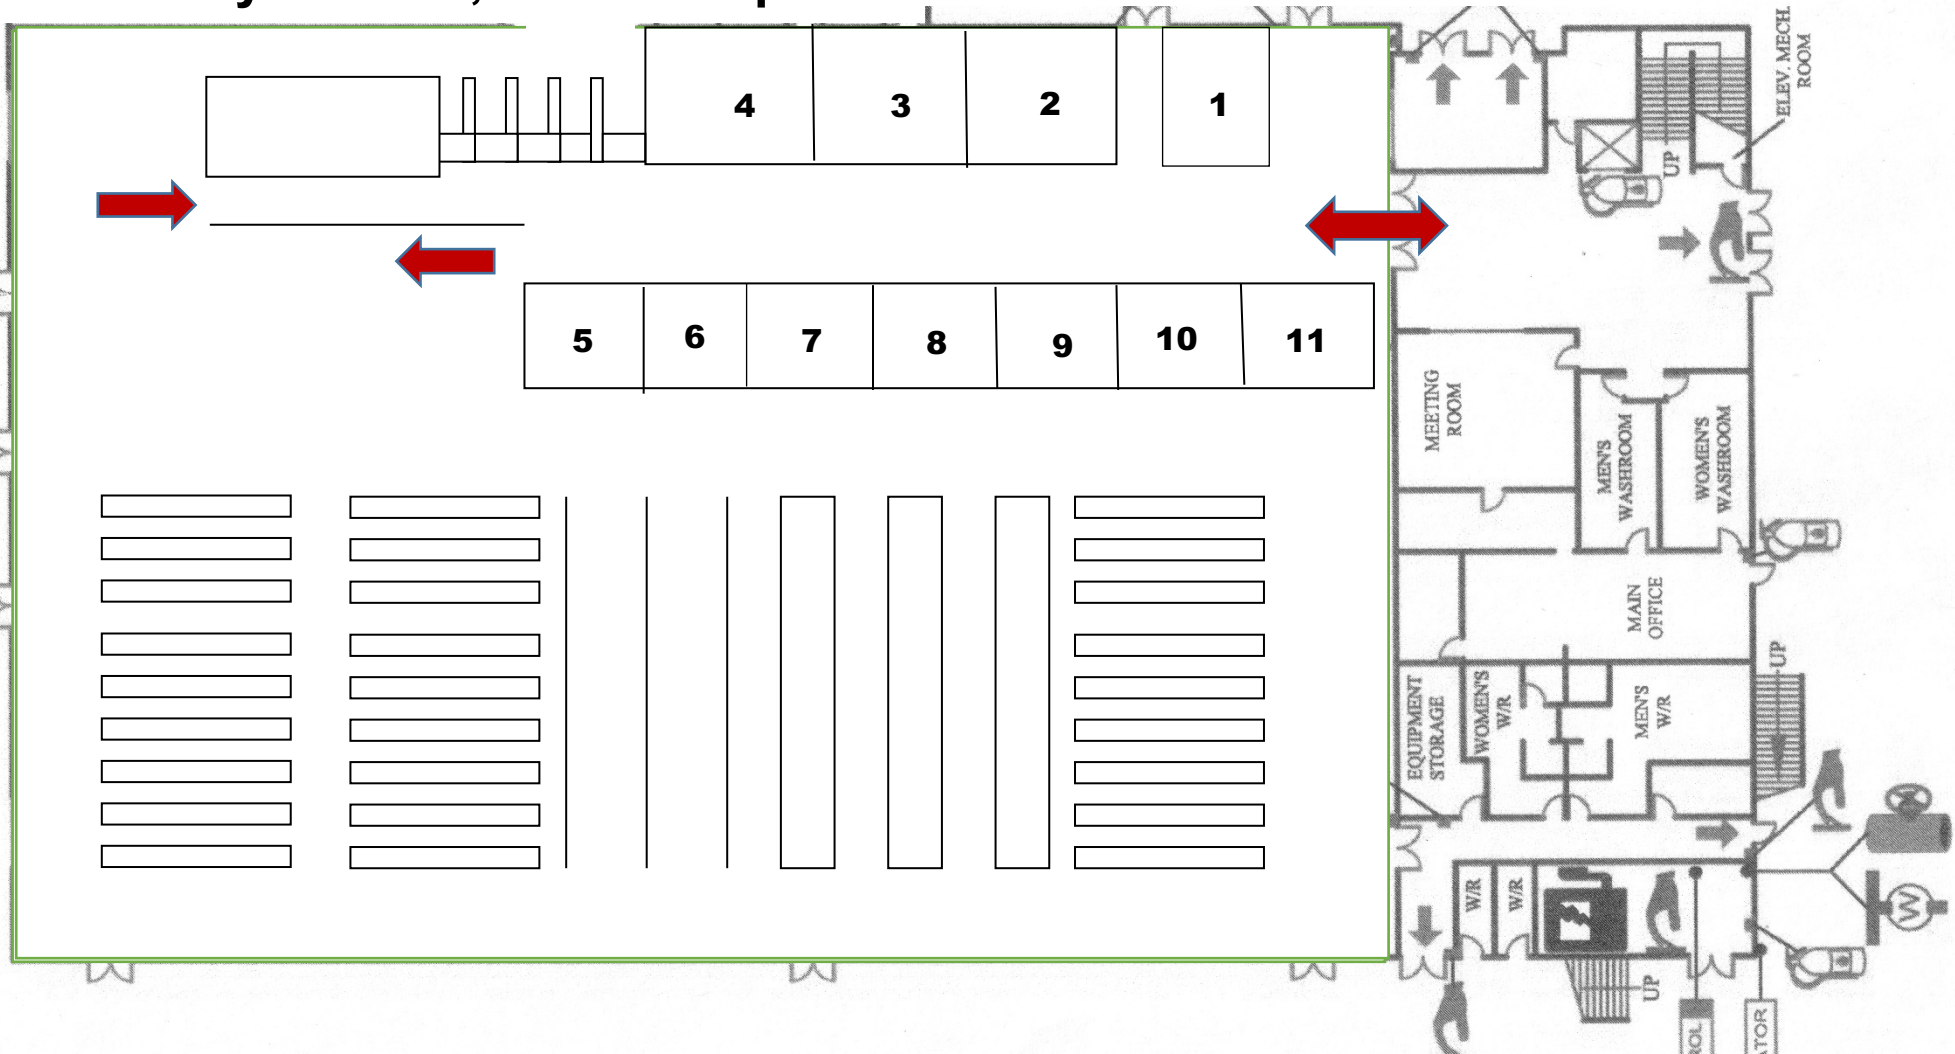 4
3
2
1
5
6
7
8
9
10
11
ELEV. MECH.
ROOM
UP
MEETING
ROOM
MEN'S
WASHROOM
WOMEN'S
WASHROOM
MAIN
OFFICE
UP
EQUIPMENT
STORAGE
WOMEN'S
W/R
MEN'S
W/R
W/R
W/R
UP
M
W